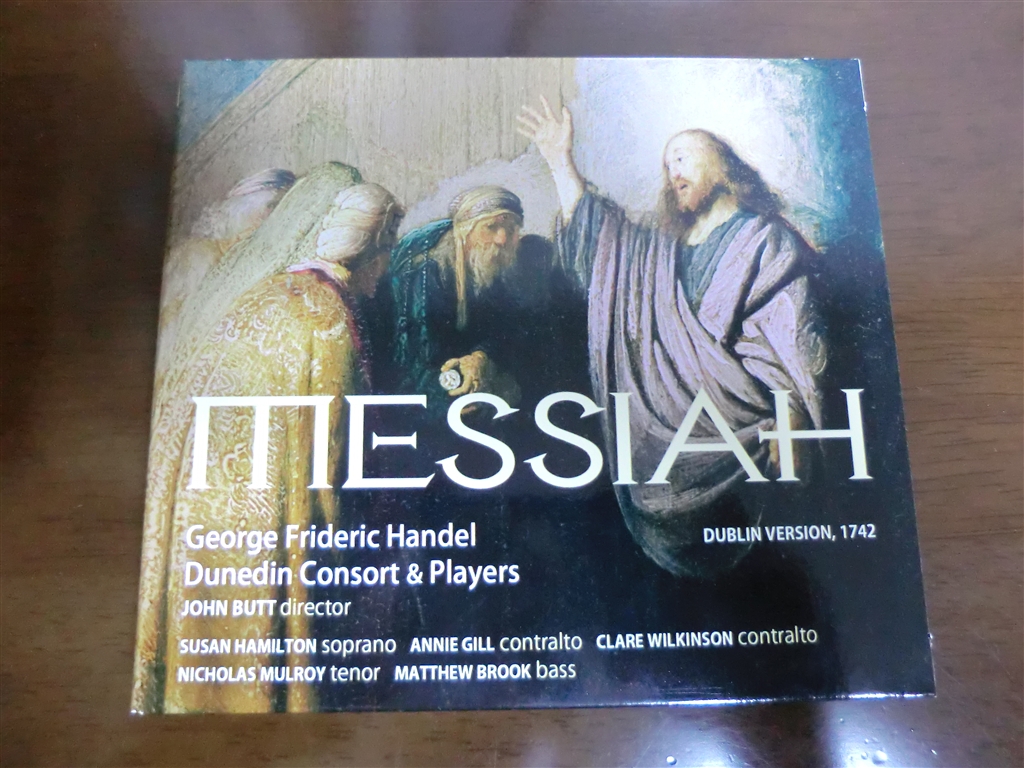 MESSIAH
George Frideric Handel
DUBLIN VERSION, 1742
Dunedin Consort & Players
JOHN BUTT director
SUSAN HAMILTON soprano ANNIE GILL contralto CLARE WILKINSON contralto
NICHOLAS MULROY tenor MATTHEW BROOK bass